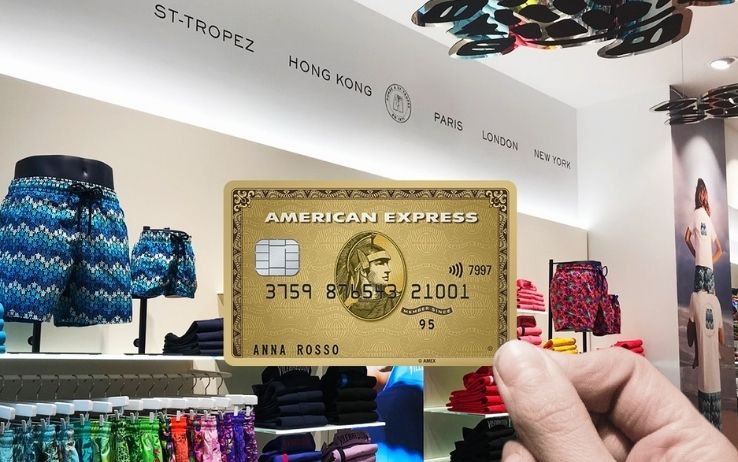 ST-TROPEZ
HONG KONG
PARIS
LONDON
NEW YORK
AMERICAN EXPRESS
7997
3759 876543 21001
MEMBER SINCE
95
ANNA ROSSO
© AMEX